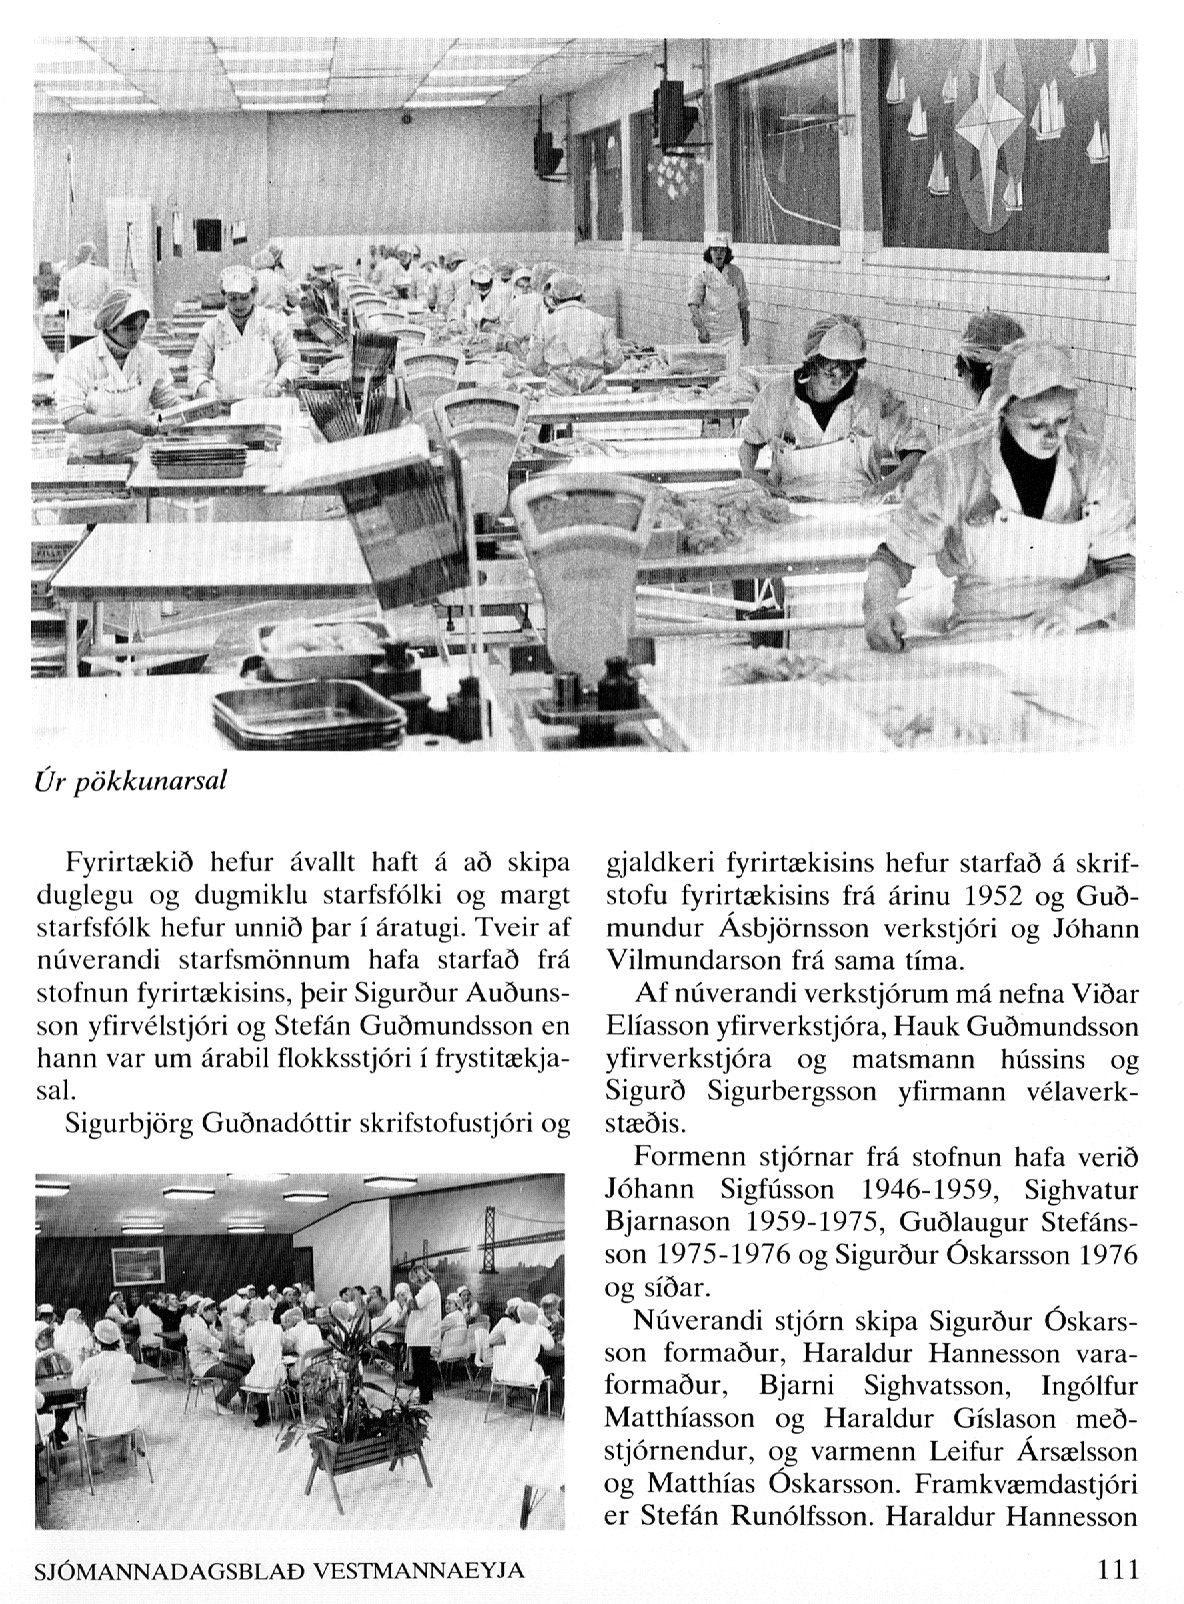 Úr pökkunarsal
Fyrirtækið hefur ávallt haft á að skipa
duglegu og dugmiklu starfsfólki og margt
starfsfólk hefur unnið þar í áratugi. Tveir af
núverandi starfsmönnum hafa starfað frá
stofnun fyrirtækisins, þeir Sigurður Auðuns-
son yfirvélstjóri og Stefán Guðmundsson en
hann var um árabil flokksstjóri í frystitækja-
sal.
Sigurbjörg Guðnadóttir skrifstofustjóri og
gjaldkeri fyrirtækisins hefur starfað á skrif-
stofu fyrirtækisins frá árinu 1952 og Guð-
mundur Ásbjörnsson verkstjóri og Jóhann
Vilmundarson frá sama tíma.
Af núverandi verkstjórum má nefna Viðar
Elíasson yfirverkstjóra, Hauk Guðmundsson
yfirverkstjóra og matsmann hússins og
Sigurð Sigurbergsson yfirmann vélaverk-
stæðis.
Formenn stjórnar frá stofnun hafa verið
Jóhann Sigfússon 1946-1959, Sighvatur
Bjarnason 1959-1975, Guðlaugur Stefáns-
son 1975-1976 og Sigurður Óskarsson 1976
og síðar.
Núverandi stjórn skipa Sigurður Óskars-
son formaður, Haraldur Hannesson vara-
formaður, Bjarni Sighvatsson, Ingólfur
Matthíasson og Haraldur Gíslason með-
stjórnendur, og varmenn Leifur Ársælsson
og Matthías Óskarsson. Framkvæmdastjóri
er Stefán Runólfsson. Haraldur Hannesson
SJÓMANNADAGSBLAÐ VESTMANNAEYJA
111